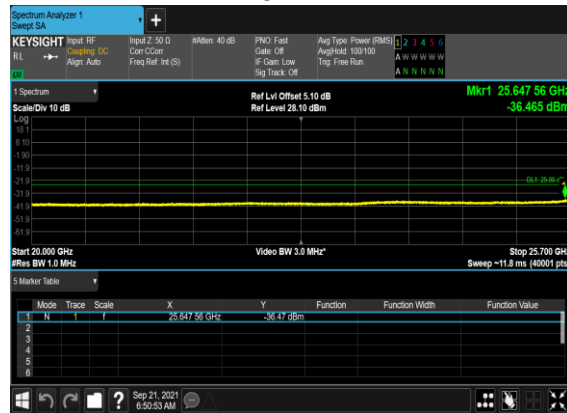 Spectrum Analyzer 1
Swept SA
+
KEYSIGHT Input: RF Input Z: 50 Ω #Atten: 40 dB PNO: Fast Avg Type: Power (RMS) 1 2 3 4 5 6
RL Coupling: DC Corr CCorr Gate: Off Avg|Hold: 100/100 A W W W W W
Align: Auto Freq Ref: Int (S) IF Gain: Low Trig: Free Run
LW Sig Track: Off A N N N N N
1 Spectrum Ref Lvl Offset 5.10 dB Mkr1 25.647 56 GHz
Scale/Div 10 dB Ref Level 28.10 dBm -36.465 dBm
Log
18.1
8.10
-1.90
-11.9
-21.9 DL1 -25.00
-31.9
-41.9
-51.9
-61.9
Start 20.000 GHz Video BW 3.0 MHz* Stop 25.700 GHz
#Res BW 1.0 MHz Sweep ~11.8 ms (40001 pts)
5 Marker Table
Mode Trace Scale X Y Function Function Width Function Value
1 N 1 f 25.647 56 GHz -36.47 dBm
2
3
4
5
6
? Sep 21, 2021
6:50:53 AM